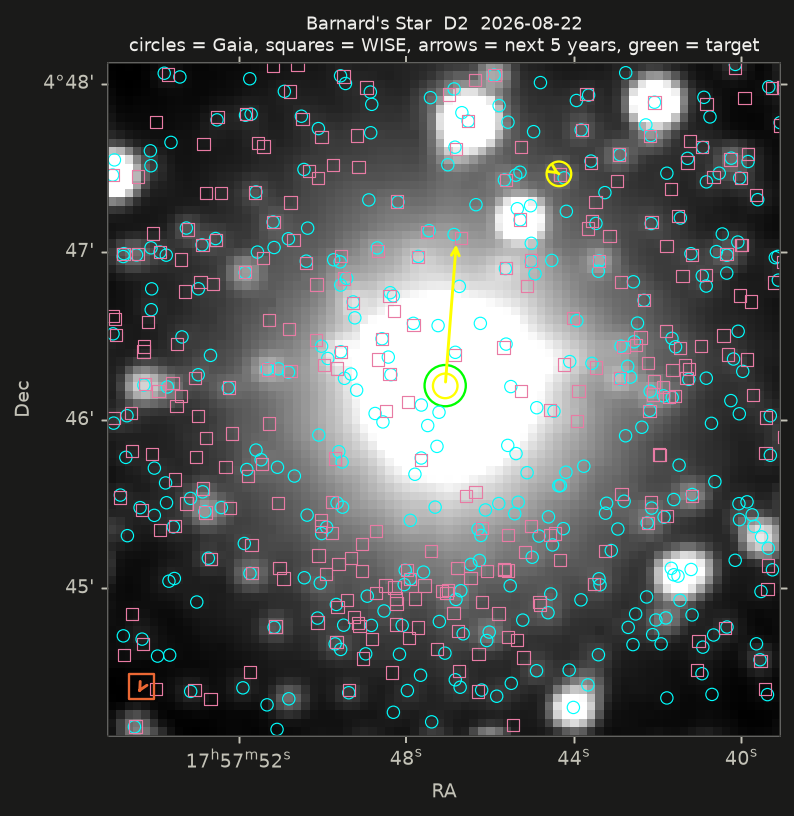 Barnard's Star  D2  2026-08-22
circles = Gaia, squares = WISE, arrows = next 5 years, green = target
4°48'
47'
46'
45'
Dec
17ʰ57ᵐ52ˢ
48ˢ
44ˢ
40ˢ
RA